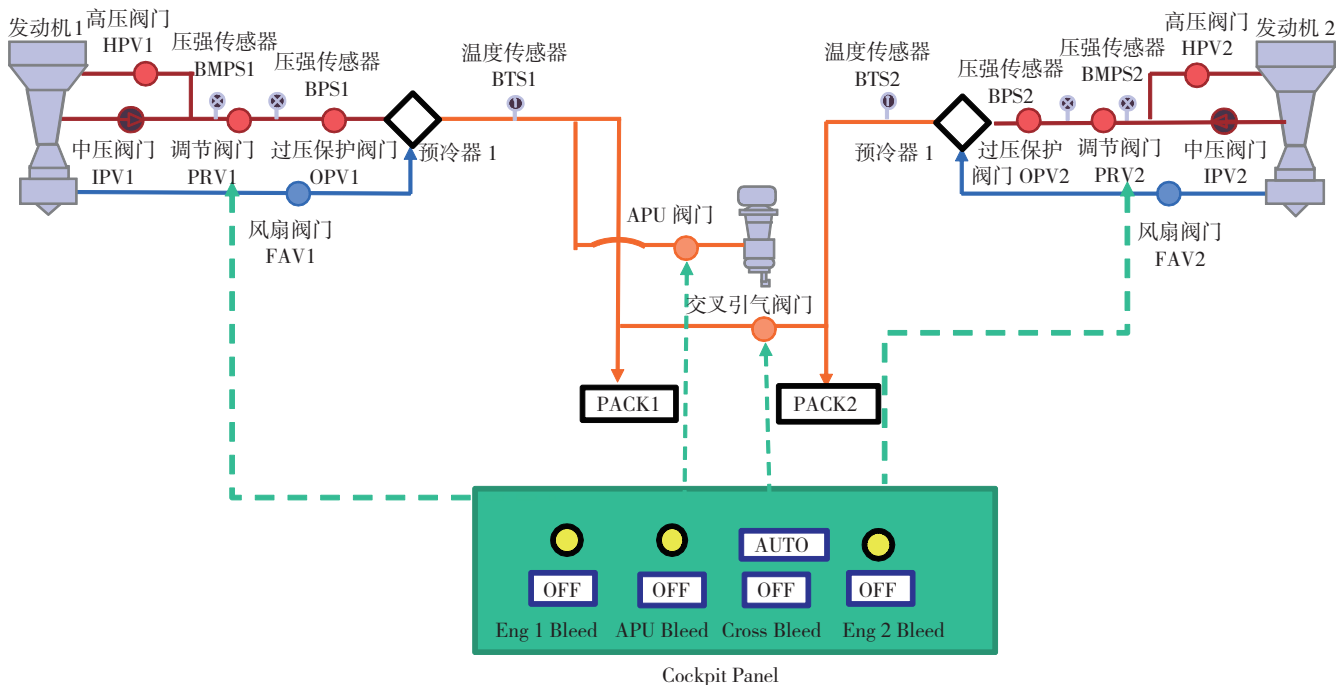 发动机 1
高压阀门
HPV1
压强传感器
BMPS1
压强传感器
BPS1
温度传感器
BTS1
中压阀门
IPV1
调节阀门
PRV1
过压保护阀门
OPV1
预冷器 1
风扇阀门
FAV1
温度传感器
BTS2
压强传感器
BPS2
压强传感器
BMPS2
高压阀门
HPV2
发动机 2
预冷器 1
过压保护
阀门 OPV2
调节阀门
PRV2
中压阀门
IPV2
风扇阀门
FAV2
APU 阀门
交叉引气阀门
PACK1
PACK2
AUTO
OFF
OFF
OFF
OFF
Eng 1 Bleed
APU Bleed
Cross Bleed
Eng 2 Bleed
Cockpit Panel